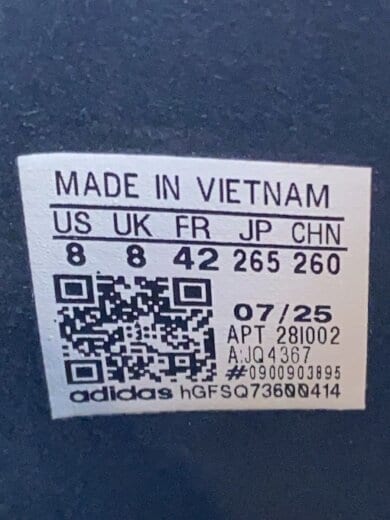 MADE IN VIETNAM
US UK FR JP CHN
8 8 42 265 260
07/25
APT 281002
A:JQ4367
#0900903895
adidas hGFSQ73600414